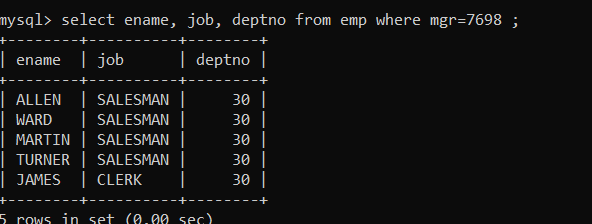 mysql> select ename, job, deptno from emp where mgr=7698 ;
+--------+----------+--------+
| ename  | job      | deptno |
+--------+----------+--------+
| ALLEN  | SALESMAN |     30 |
| WARD   | SALESMAN |     30 |
| MARTIN | SALESMAN |     30 |
| TURNER | SALESMAN |     30 |
| JAMES  | CLERK    |     30 |
+--------+----------+--------+
5 rows in set (0.00 sec)